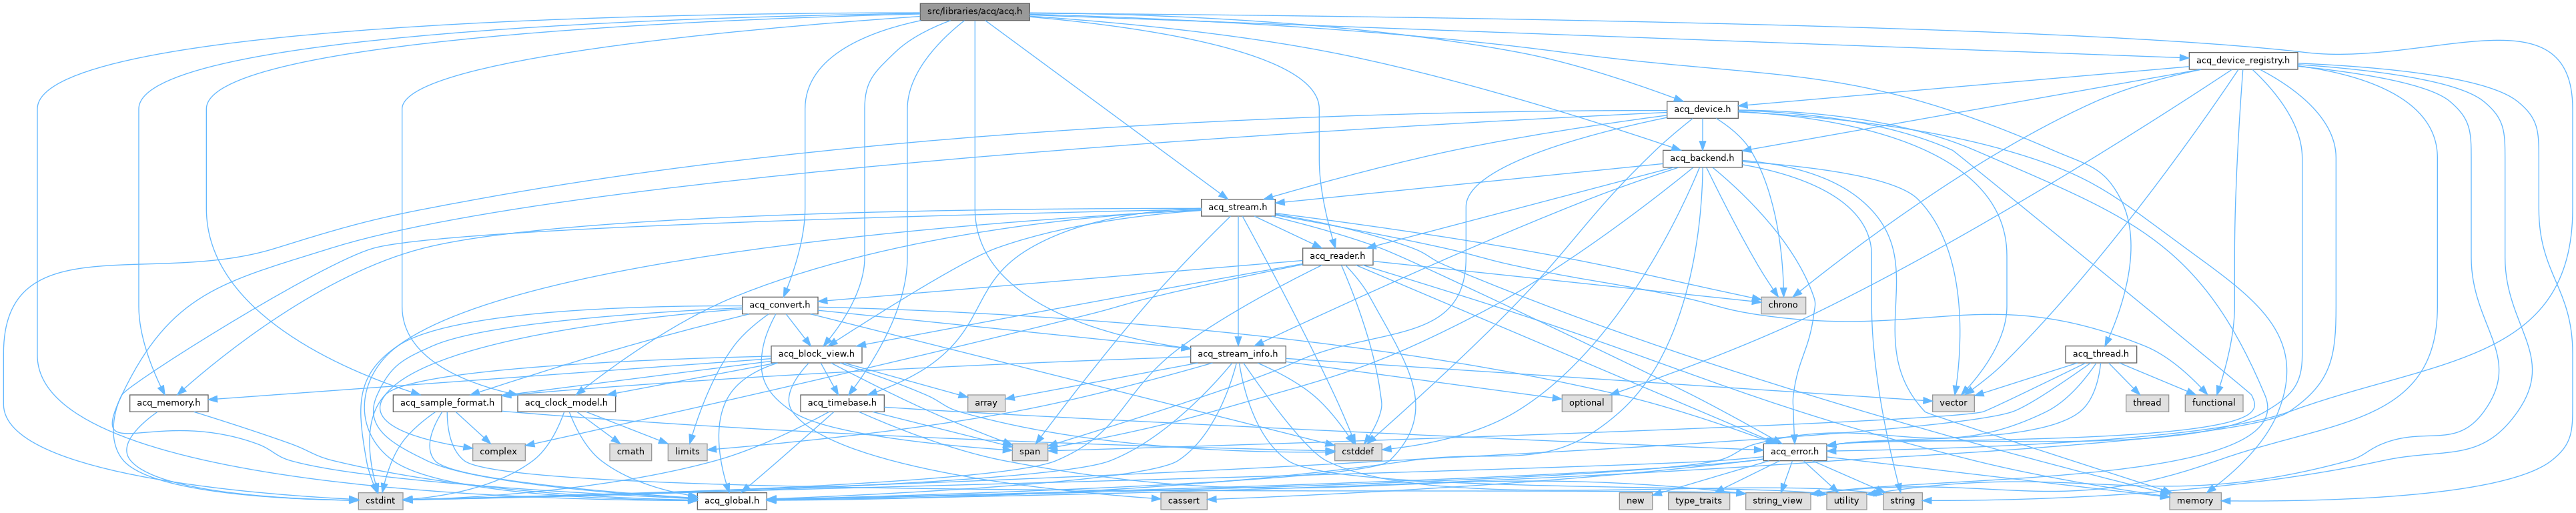 src/libraries/acq/acq.h
acq_device_registry.h
acq_device.h
acq_backend.h
acq_stream.h
acq_reader.h
acq_convert.h
chrono
acq_block_view.h
acq_stream_info.h
acq_thread.h
acq_memory.h
acq_sample_format.h
acq_clock_model.h
acq_timebase.h
array
optional
vector
thread
functional
complex
cmath
limits
span
cstddef
acq_error.h
cstdint
acq_global.h
cassert
new
type_traits
string_view
utility
string
memory